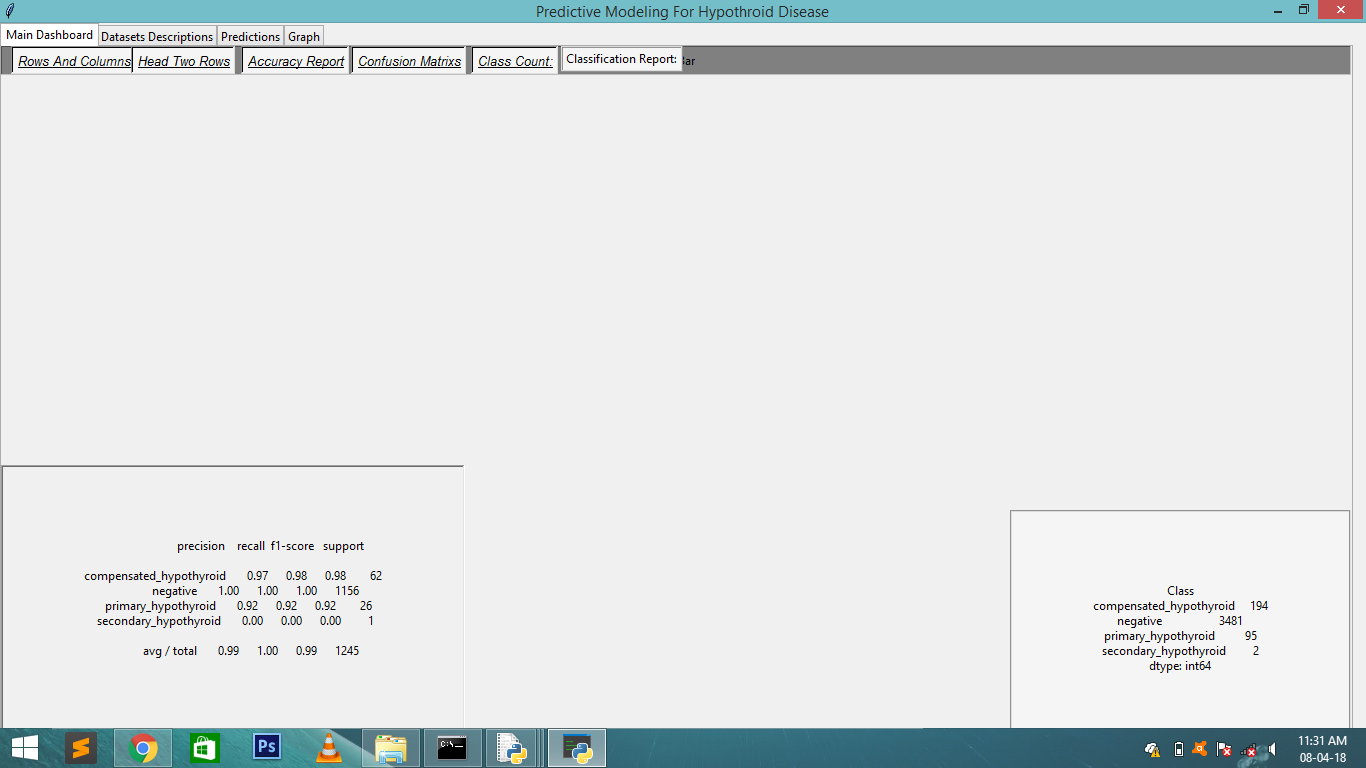 Predictive Modeling For Hypothroid Disease
Main Dashboard Datasets Descriptions Predictions Graph
Rows And Columns Head Two Rows Accuracy Report Confusion Matrixs Class Count: Classification Report:
precision recall f1-score support
compensated_hypothyroid 0.97 0.98 0.98 62
negative 1.00 1.00 1.00 1156
primary_hypothyroid 0.92 0.92 0.92 26
secondary_hypothyroid 0.00 0.00 0.00 1
avg / total 0.99 1.00 0.99 1245
Class
compensated_hypothyroid 194
negative 3481
primary_hypothyroid 95
secondary_hypothyroid 2
dtype: int64
Ps
C:\
11:31 AM
08-04-18